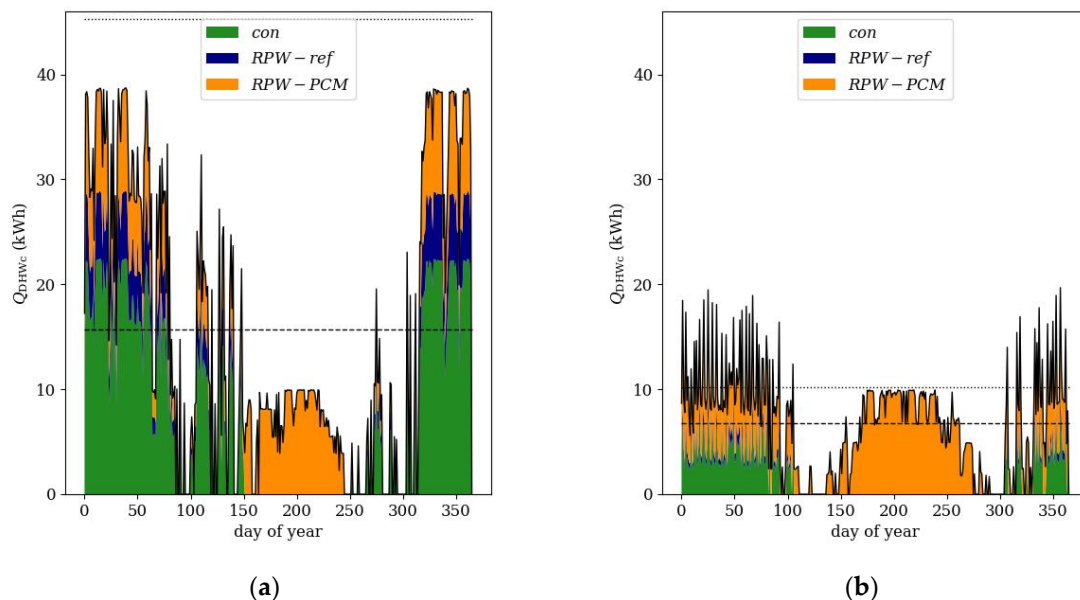 con
RPW − ref
RPW − PCM
40
30
20
10
0
Q_DHWc (kWh)
0 50 100 150 200 250 300 350
day of year
(a)
con
RPW − ref
RPW − PCM
40
30
20
10
0
Q_DHWc (kWh)
0 50 100 150 200 250 300 350
day of year
(b)